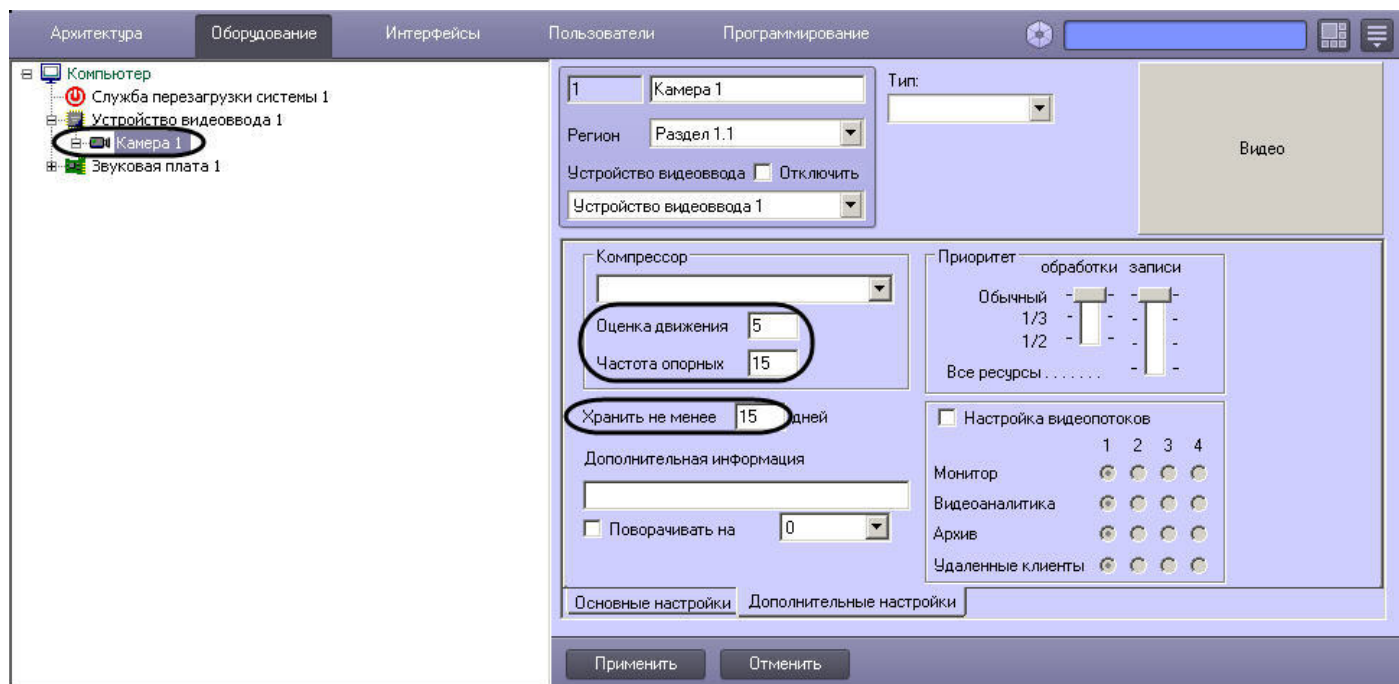 Архитектура Оборудование Интерфейсы Пользователи Программирование
Компьютер
Служба перезагрузки системы 1
Устройство видеоввода 1
Камера 1
Звуковая плата 1
1 Камера 1
Тип:
Регион Раздел 1.1
Устройство видеоввода Отключить
Устройство видеоввода 1
Видео
Компрессор
Оценка движения 5
Частота опорных 15
Хранить не менее 15 дней
Дополнительная информация
Поворачивать на 0
Приоритет
обработки записи
Обычный
1/3
1/2
Все ресурсы . . . . . . .
Настройка видеопотоков
1 2 3 4
Монитор
Видеоаналитика
Архив
Удаленные клиенты
Основные настройки Дополнительные настройки
Применить Отменить